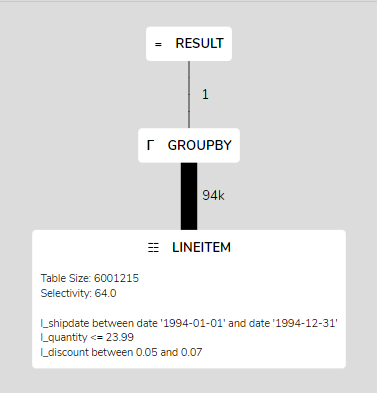 = RESULT
1
Γ GROUPBY
94k
☷ LINEITEM
Table Size: 6001215
Selectivity: 64.0
l_shipdate between date '1994-01-01' and date '1994-12-31'
l_quantity <= 23.99
l_discount between 0.05 and 0.07